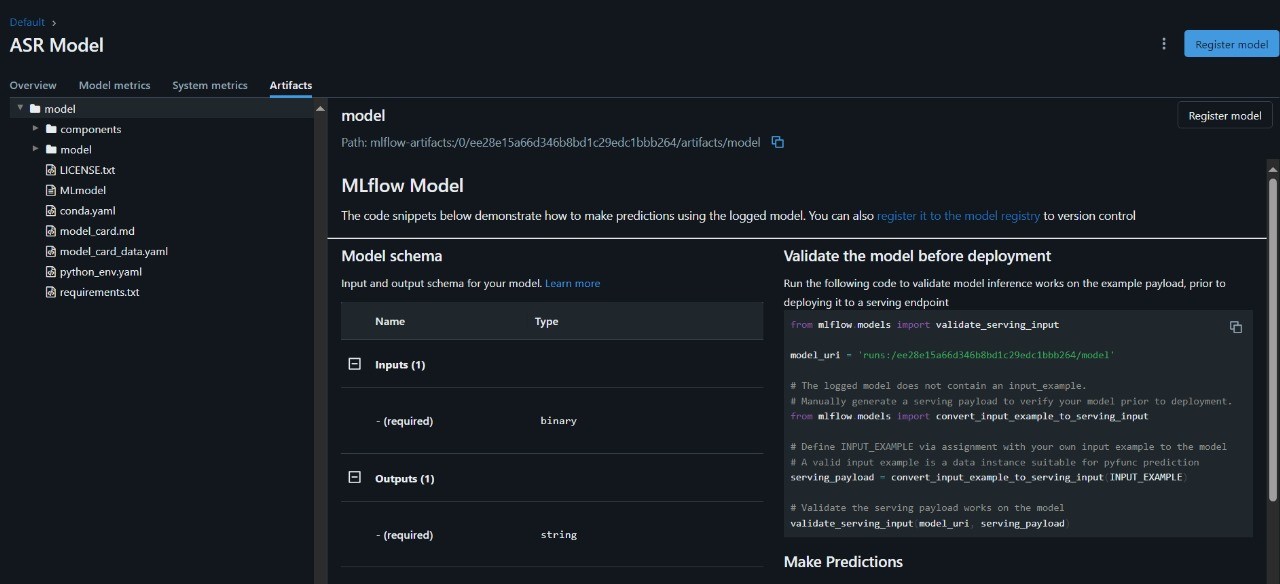 Default ›
ASR Model
Register model
Overview Model metrics System metrics Artifacts
model
components
model
LICENSE.txt
MLmodel
conda.yaml
model_card.md
model_card_data.yaml
python_env.yaml
requirements.txt
model
Register model
Path: mlflow-artifacts:/0/ee28e15a66d346b8bd1c29edc1bbb264/artifacts/model
MLflow Model
The code snippets below demonstrate how to make predictions using the logged model. You can also register it to the model registry to version control
Model schema
Input and output schema for your model. Learn more
Name Type
Inputs (1)
- (required) binary
Outputs (1)
- (required) string
Validate the model before deployment
Run the following code to validate model inference works on the example payload, prior to
deploying it to a serving endpoint
from mlflow.models import validate_serving_input
model_uri = 'runs:/ee28e15a66d346b8bd1c29edc1bbb264/model'
# The logged model does not contain an input_example.
# Manually generate a serving payload to verify your model prior to deployment.
from mlflow.models import convert_input_example_to_serving_input
# Define INPUT_EXAMPLE via assignment with your own input example to the model
# A valid input example is a data instance suitable for pyfunc prediction
serving_payload = convert_input_example_to_serving_input(INPUT_EXAMPLE)
# Validate the serving payload works on the model
validate_serving_input(model_uri, serving_payload)
Make Predictions